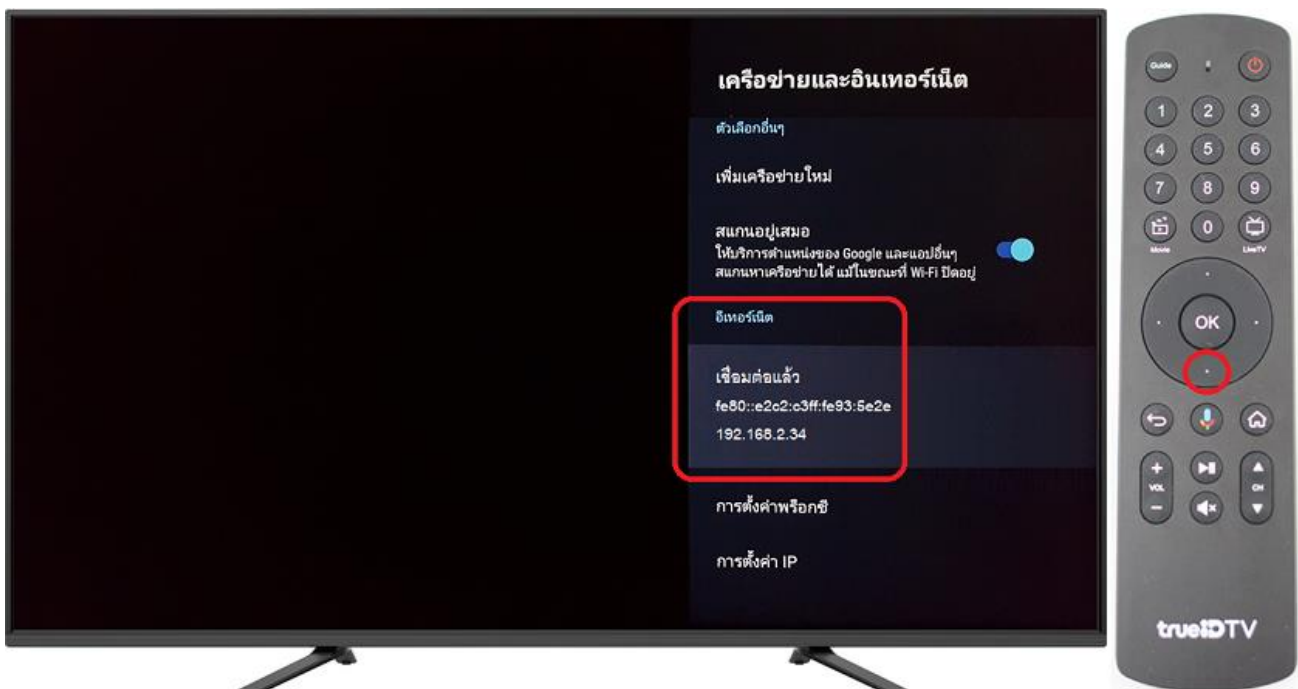 เครือข่ายและอินเทอร์เน็ต
ตัวเลือกอื่นๆ
เพิ่มเครือข่ายใหม่
สแกนอยู่เสมอ
ให้บริการตำแหน่งของ Google และแอปอื่นๆ
สแกนหาเครือข่ายได้ แม้ในขณะที่ Wi-Fi ปิดอยู่
อีเทอร์เน็ต
เชื่อมต่อแล้ว
fe80::e2c2:c3ff:fe93:5e2e
192.168.2.34
การตั้งค่าพร็อกซี
การตั้งค่า IP
Guide
1 2 3
4 5 6
7 8 9
0
Movie LiveTV
OK
+ 
VOL CH
−
trueIDTV